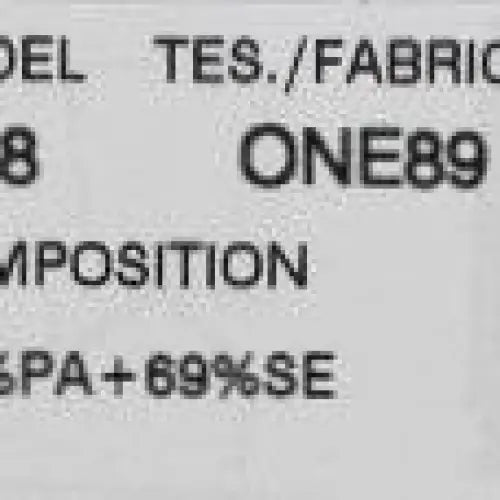 DEL TES./FABRIC
8 ONE89
MPOSITION
%PA+69%SE